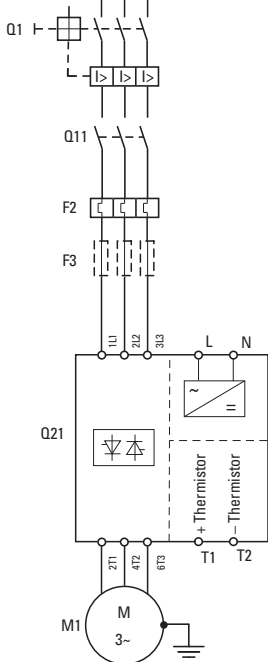 Q1
I> I> I>
Q11
F2
F3
1L1 2L2 3L3 L N
~
=
Q21
+ Thermistor
– Thermistor
2T1 4T2 6T3 T1 T2
M1
M
3~